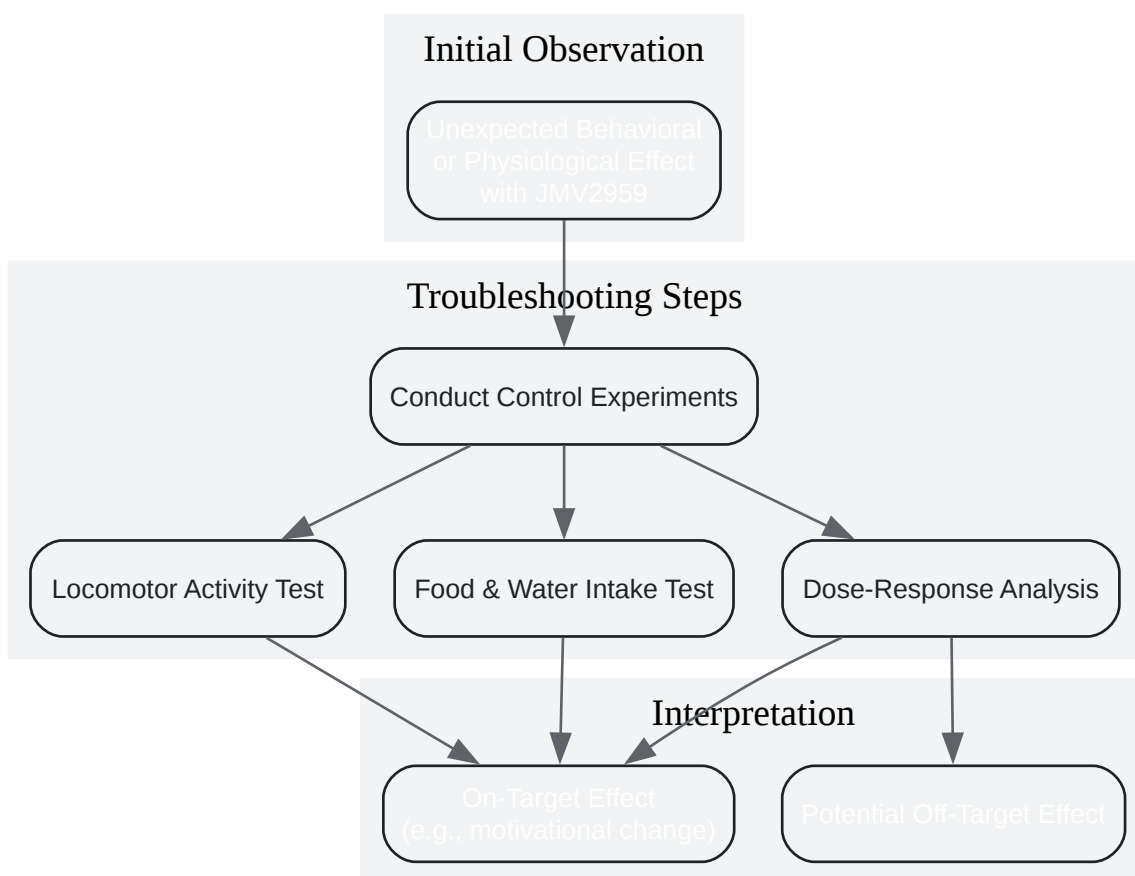 Initial Observation
Unexpected Behavioral
or Physiological Effect
with JMV2959
Troubleshooting Steps
Conduct Control Experiments
Locomotor Activity Test
Food & Water Intake Test
Dose-Response Analysis
Interpretation
On-Target Effect
(e.g., motivational change)
Potential Off-Target Effect